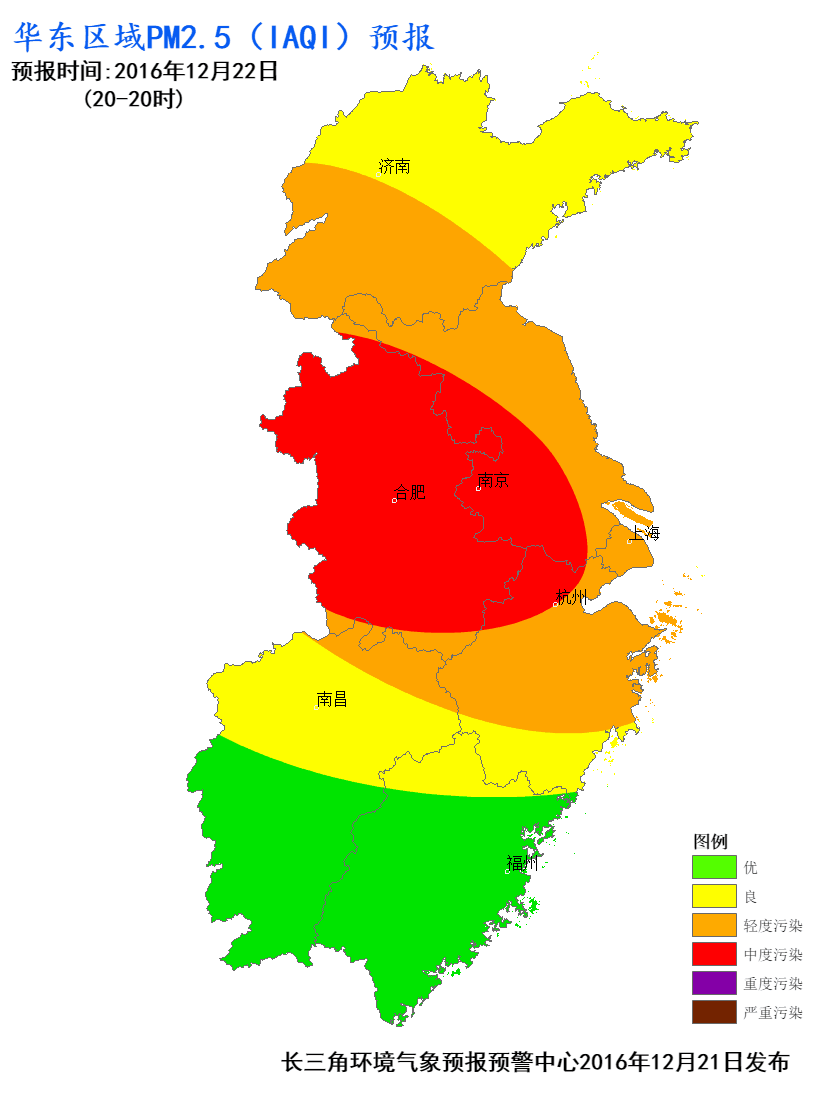 华东区域PM2.5（IAQI）预报
预报时间:2016年12月22日
(20-20时)
济南
南京
合肥
上海
杭州
南昌
福州
图例
优
良
轻度污染
中度污染
重度污染
严重污染
长三角环境气象预报预警中心2016年12月21日发布